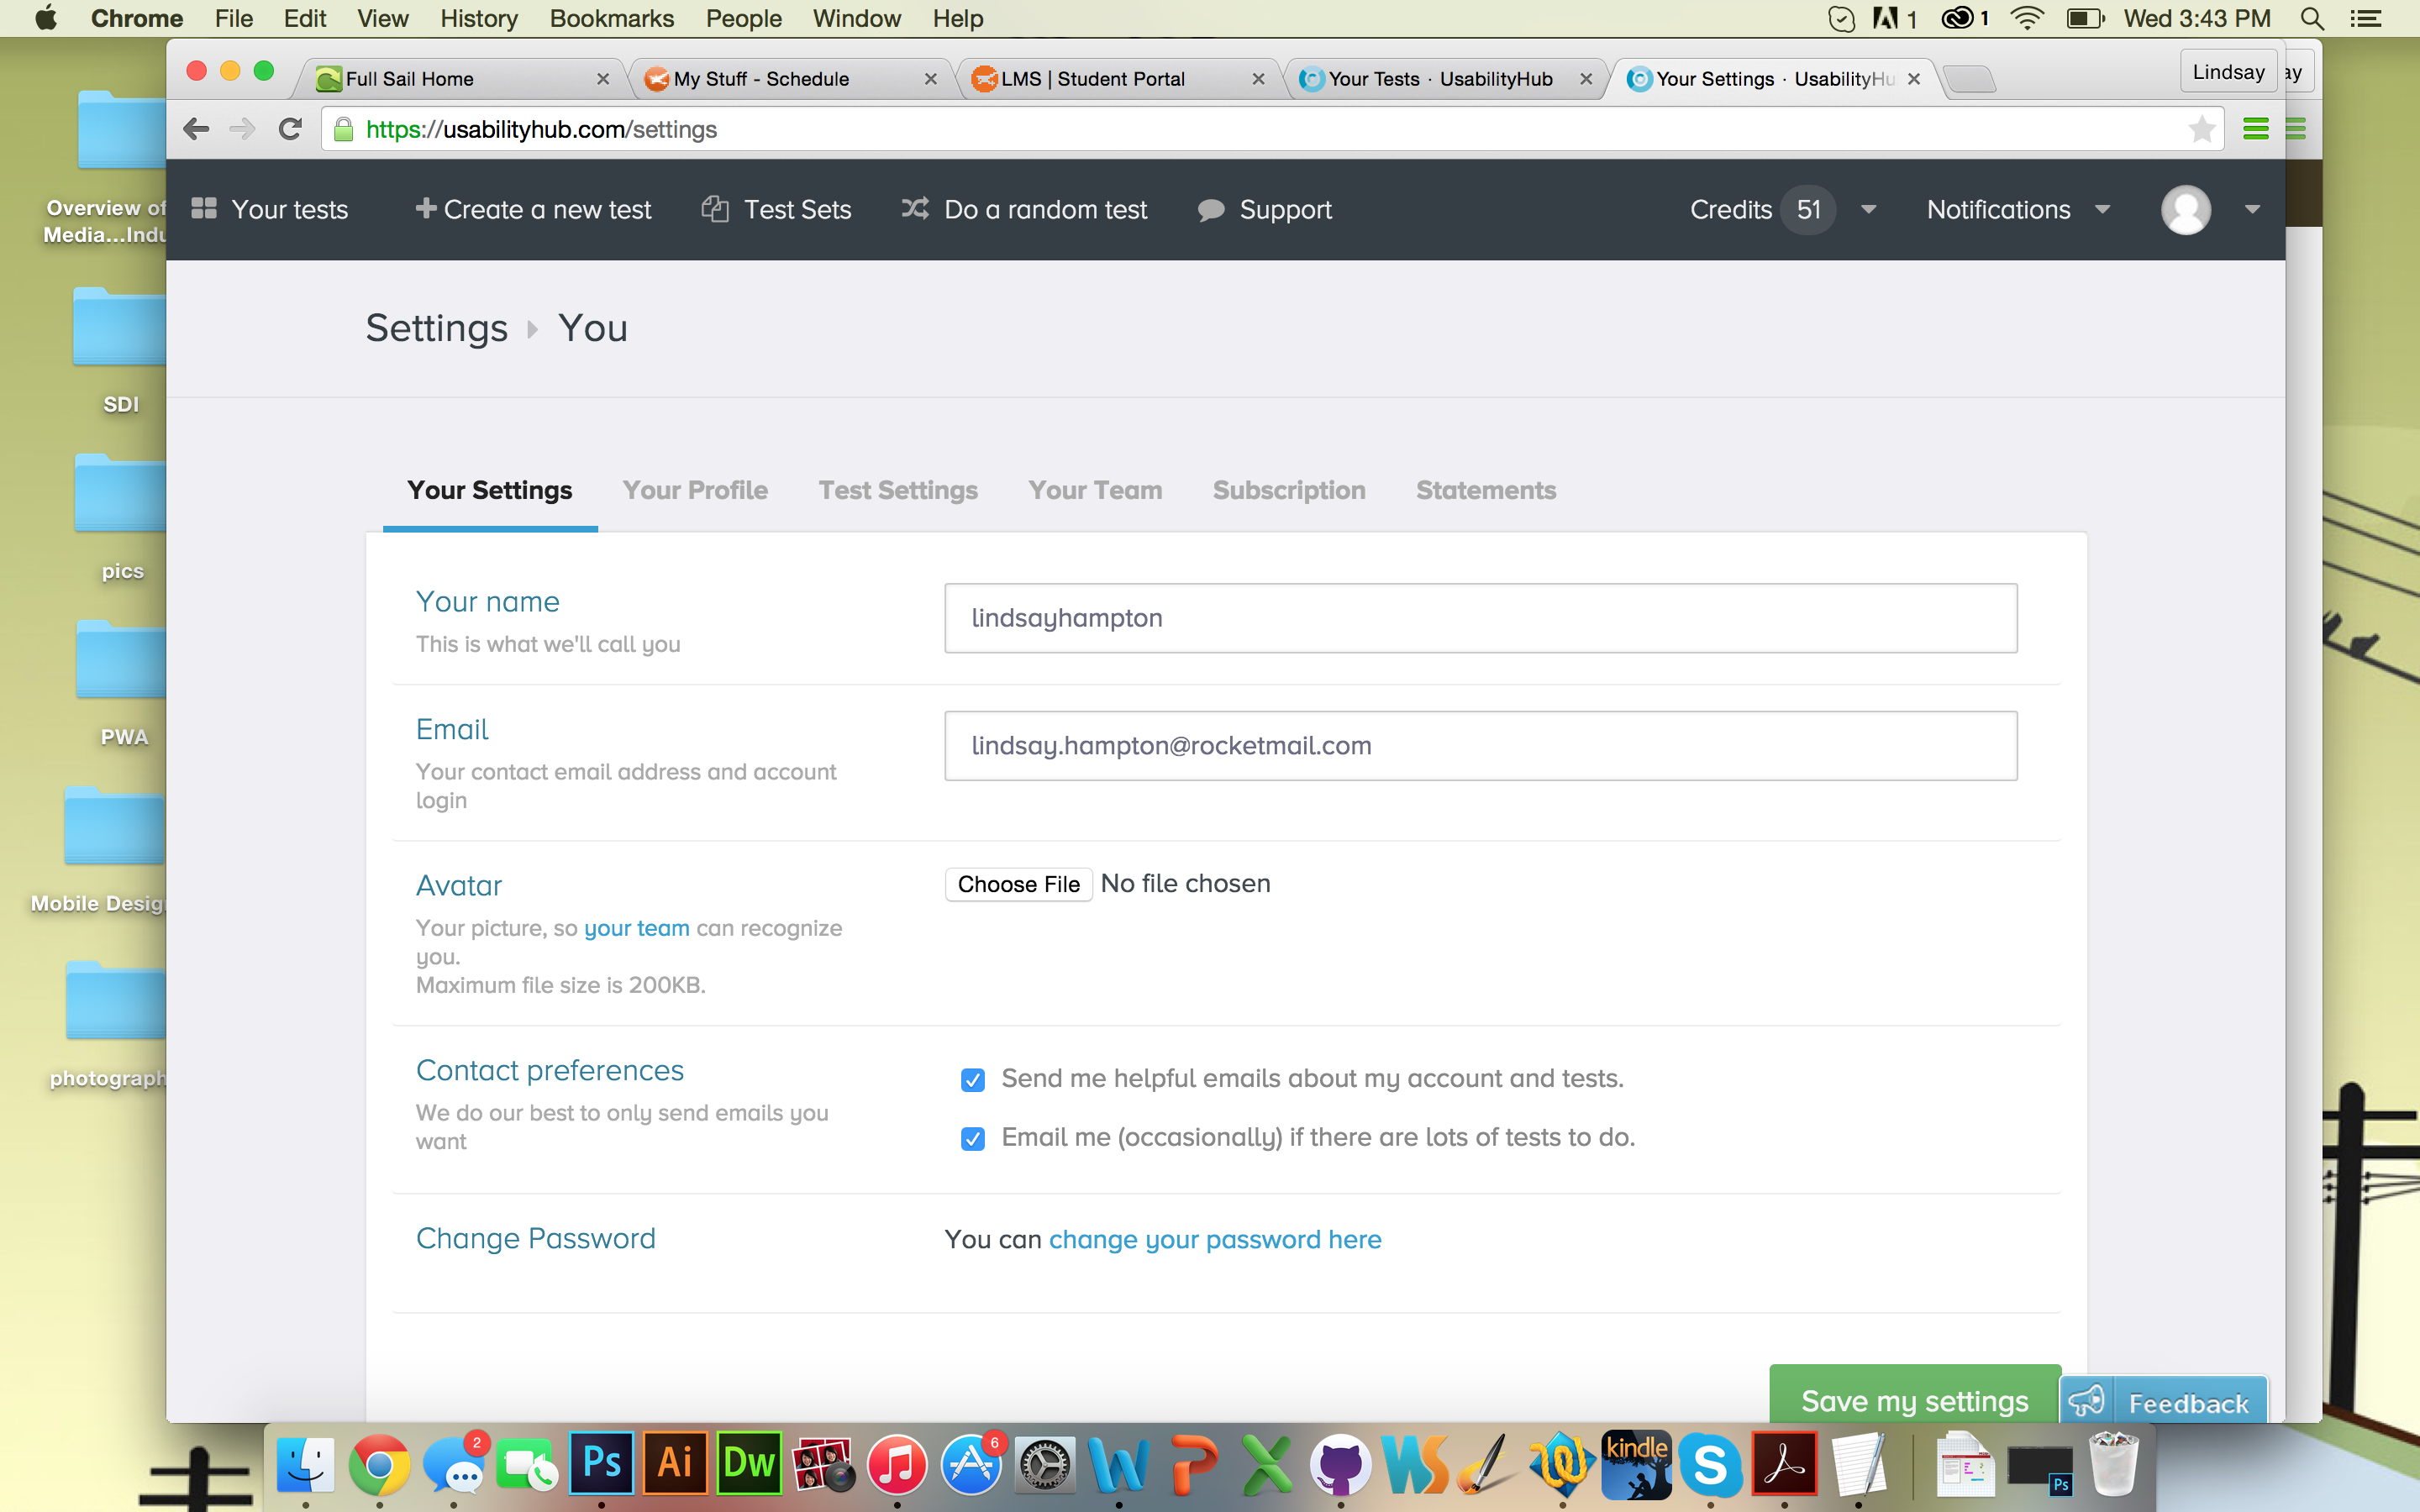 Chrome File Edit View History Bookmarks People Window Help 1 1 Wed 3:43 PM
Full Sail Home My Stuff - Schedule LMS | Student Portal Your Tests · UsabilityHub Your Settings · UsabilityHu Lindsay ay
https://usabilityhub.com/settings
Your tests Create a new test Test Sets Do a random test Support Credits 51 Notifications
Settings You
Your Settings Your Profile Test Settings Your Team Subscription Statements
Your name
This is what we'll call you
lindsayhampton
Email
Your contact email address and account
login
lindsay.hampton@rocketmail.com
Avatar
Your picture, so your team can recognize
you.
Maximum file size is 200KB.
Choose File No file chosen
Contact preferences
We do our best to only send emails you
want
Send me helpful emails about my account and tests.
Email me (occasionally) if there are lots of tests to do.
Change Password
You can change your password here
Save my settings
Feedback
Overview of
Media...Indu
SDI
pics
PWA
Mobile Desig
photograph
2 Ps Ai Dw 6 WS kindle S Ps